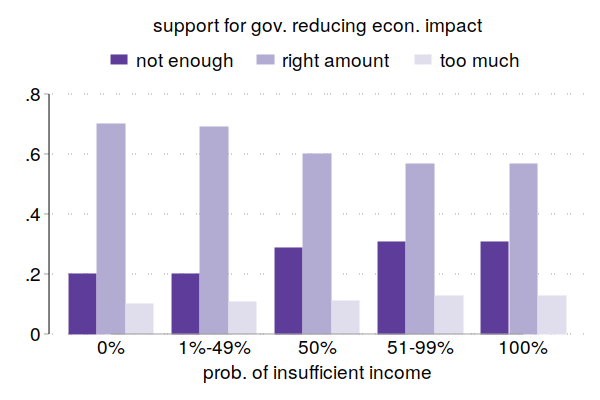 support for gov. reducing econ. impact
not enough right amount too much
.8
.6
.4
.2
0
0% 1%-49% 50% 51-99% 100%
prob. of insufficient income